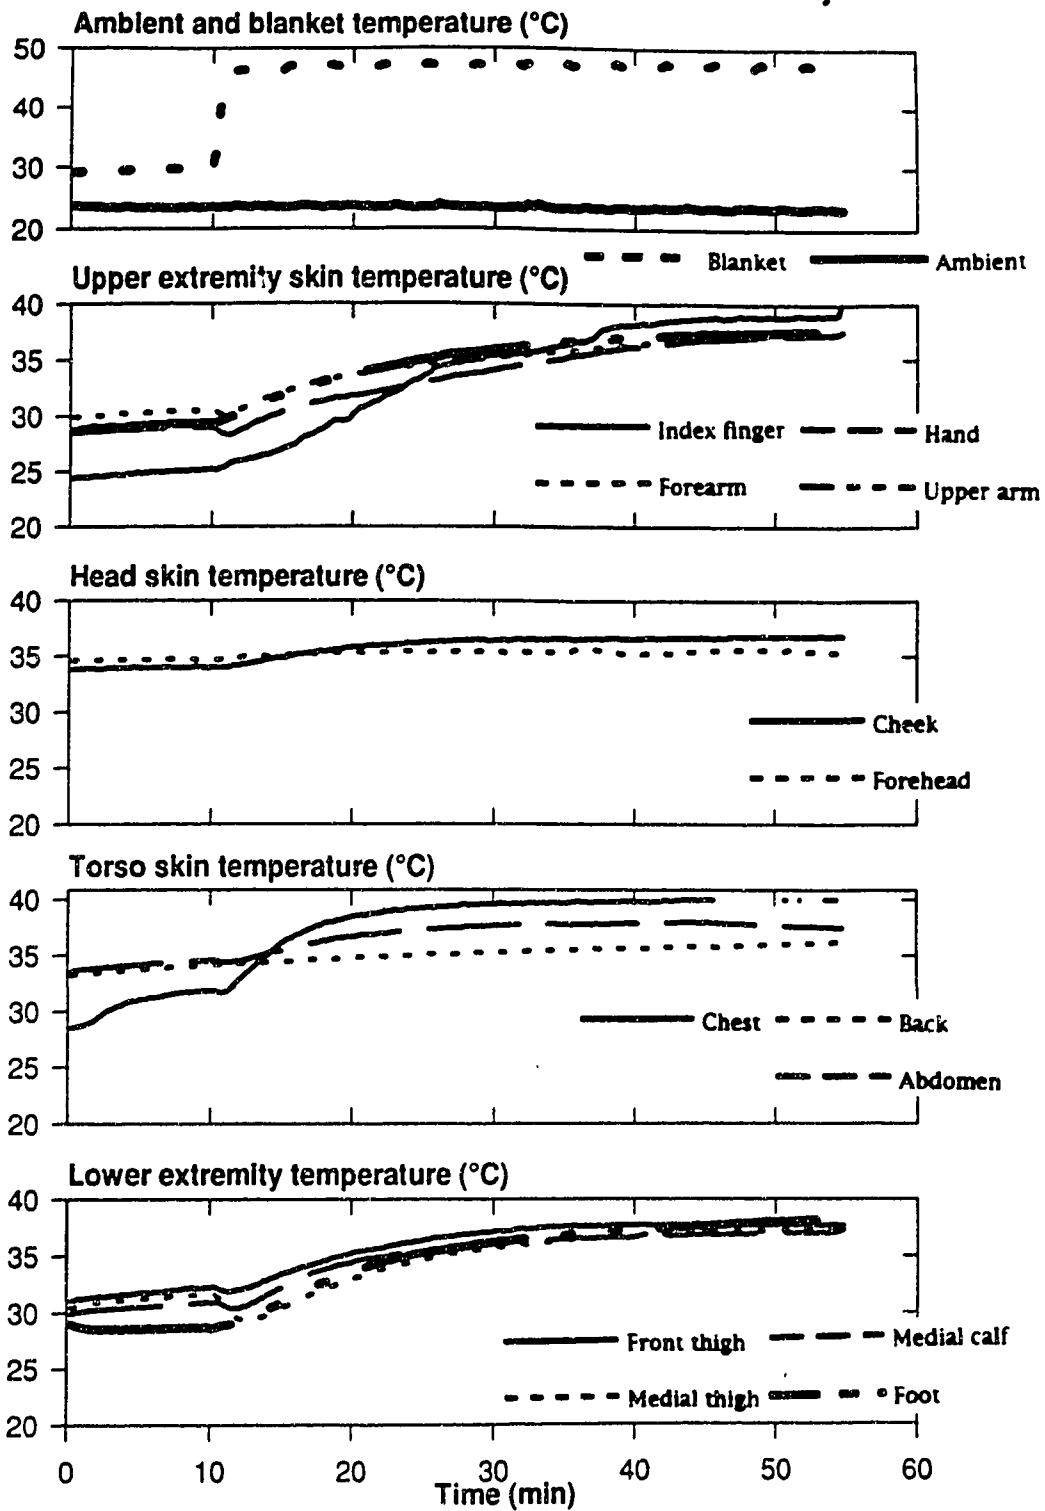 Ambient and blanket temperature (°C)
50
40
30
20
Blanket Ambient
Upper extremity skin temperature (°C)
40
35
30
25
20
Index finger Hand
Forearm Upper arm
Head skin temperature (°C)
40
35
30
25
20
Cheek
Forehead
Torso skin temperature (°C)
40
35
30
25
20
Chest Back
Abdomen
Lower extremity temperature (°C)
40
35
30
25
20
Front thigh Medial calf
Medial thigh Foot
0 10 20 30 40 50 60
Time (min)